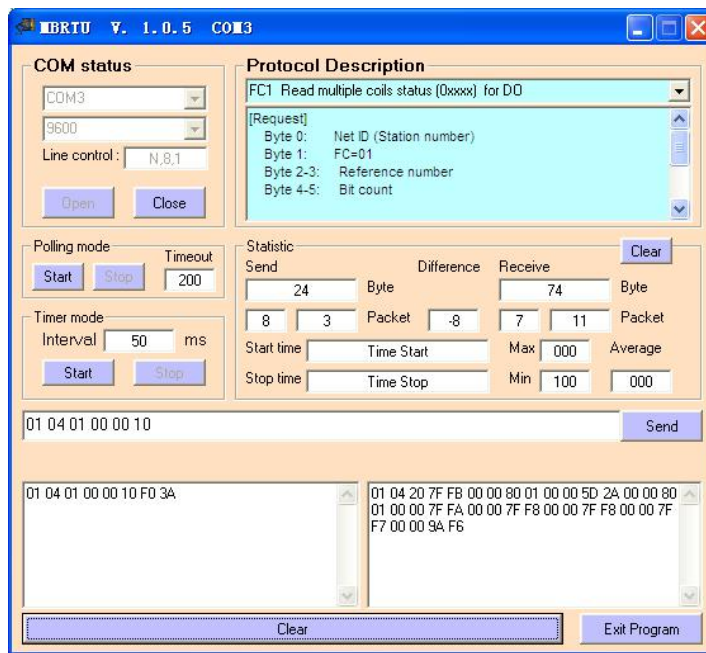 MBRTU V. 1.0.5 COM3
COM status
COM3
9600
Line control : N,8,1
Open Close
Protocol Description
FC1 Read multiple coils status (0xxxx) for DO
[Request]
Byte 0: Net ID (Station number)
Byte 1: FC=01
Byte 2-3: Reference number
Byte 4-5: Bit count
Polling mode
Timeout
Start Stop 200
Timer mode
Interval 50 ms
Start Stop
Statistic
Clear
Send Difference Receive
24 Byte 74 Byte
8 3 Packet -8 7 11 Packet
Start time Time Start Max 000 Average
Stop time Time Stop Min 100 000
01 04 01 00 00 10
Send
01 04 01 00 00 10 F0 3A
01 04 20 7F FB 00 00 80 01 00 00 5D 2A 00 00 80
01 00 00 7F FA 00 00 7F F8 00 00 7F F8 00 00 7F
F7 00 00 9A F6
Clear
Exit Program